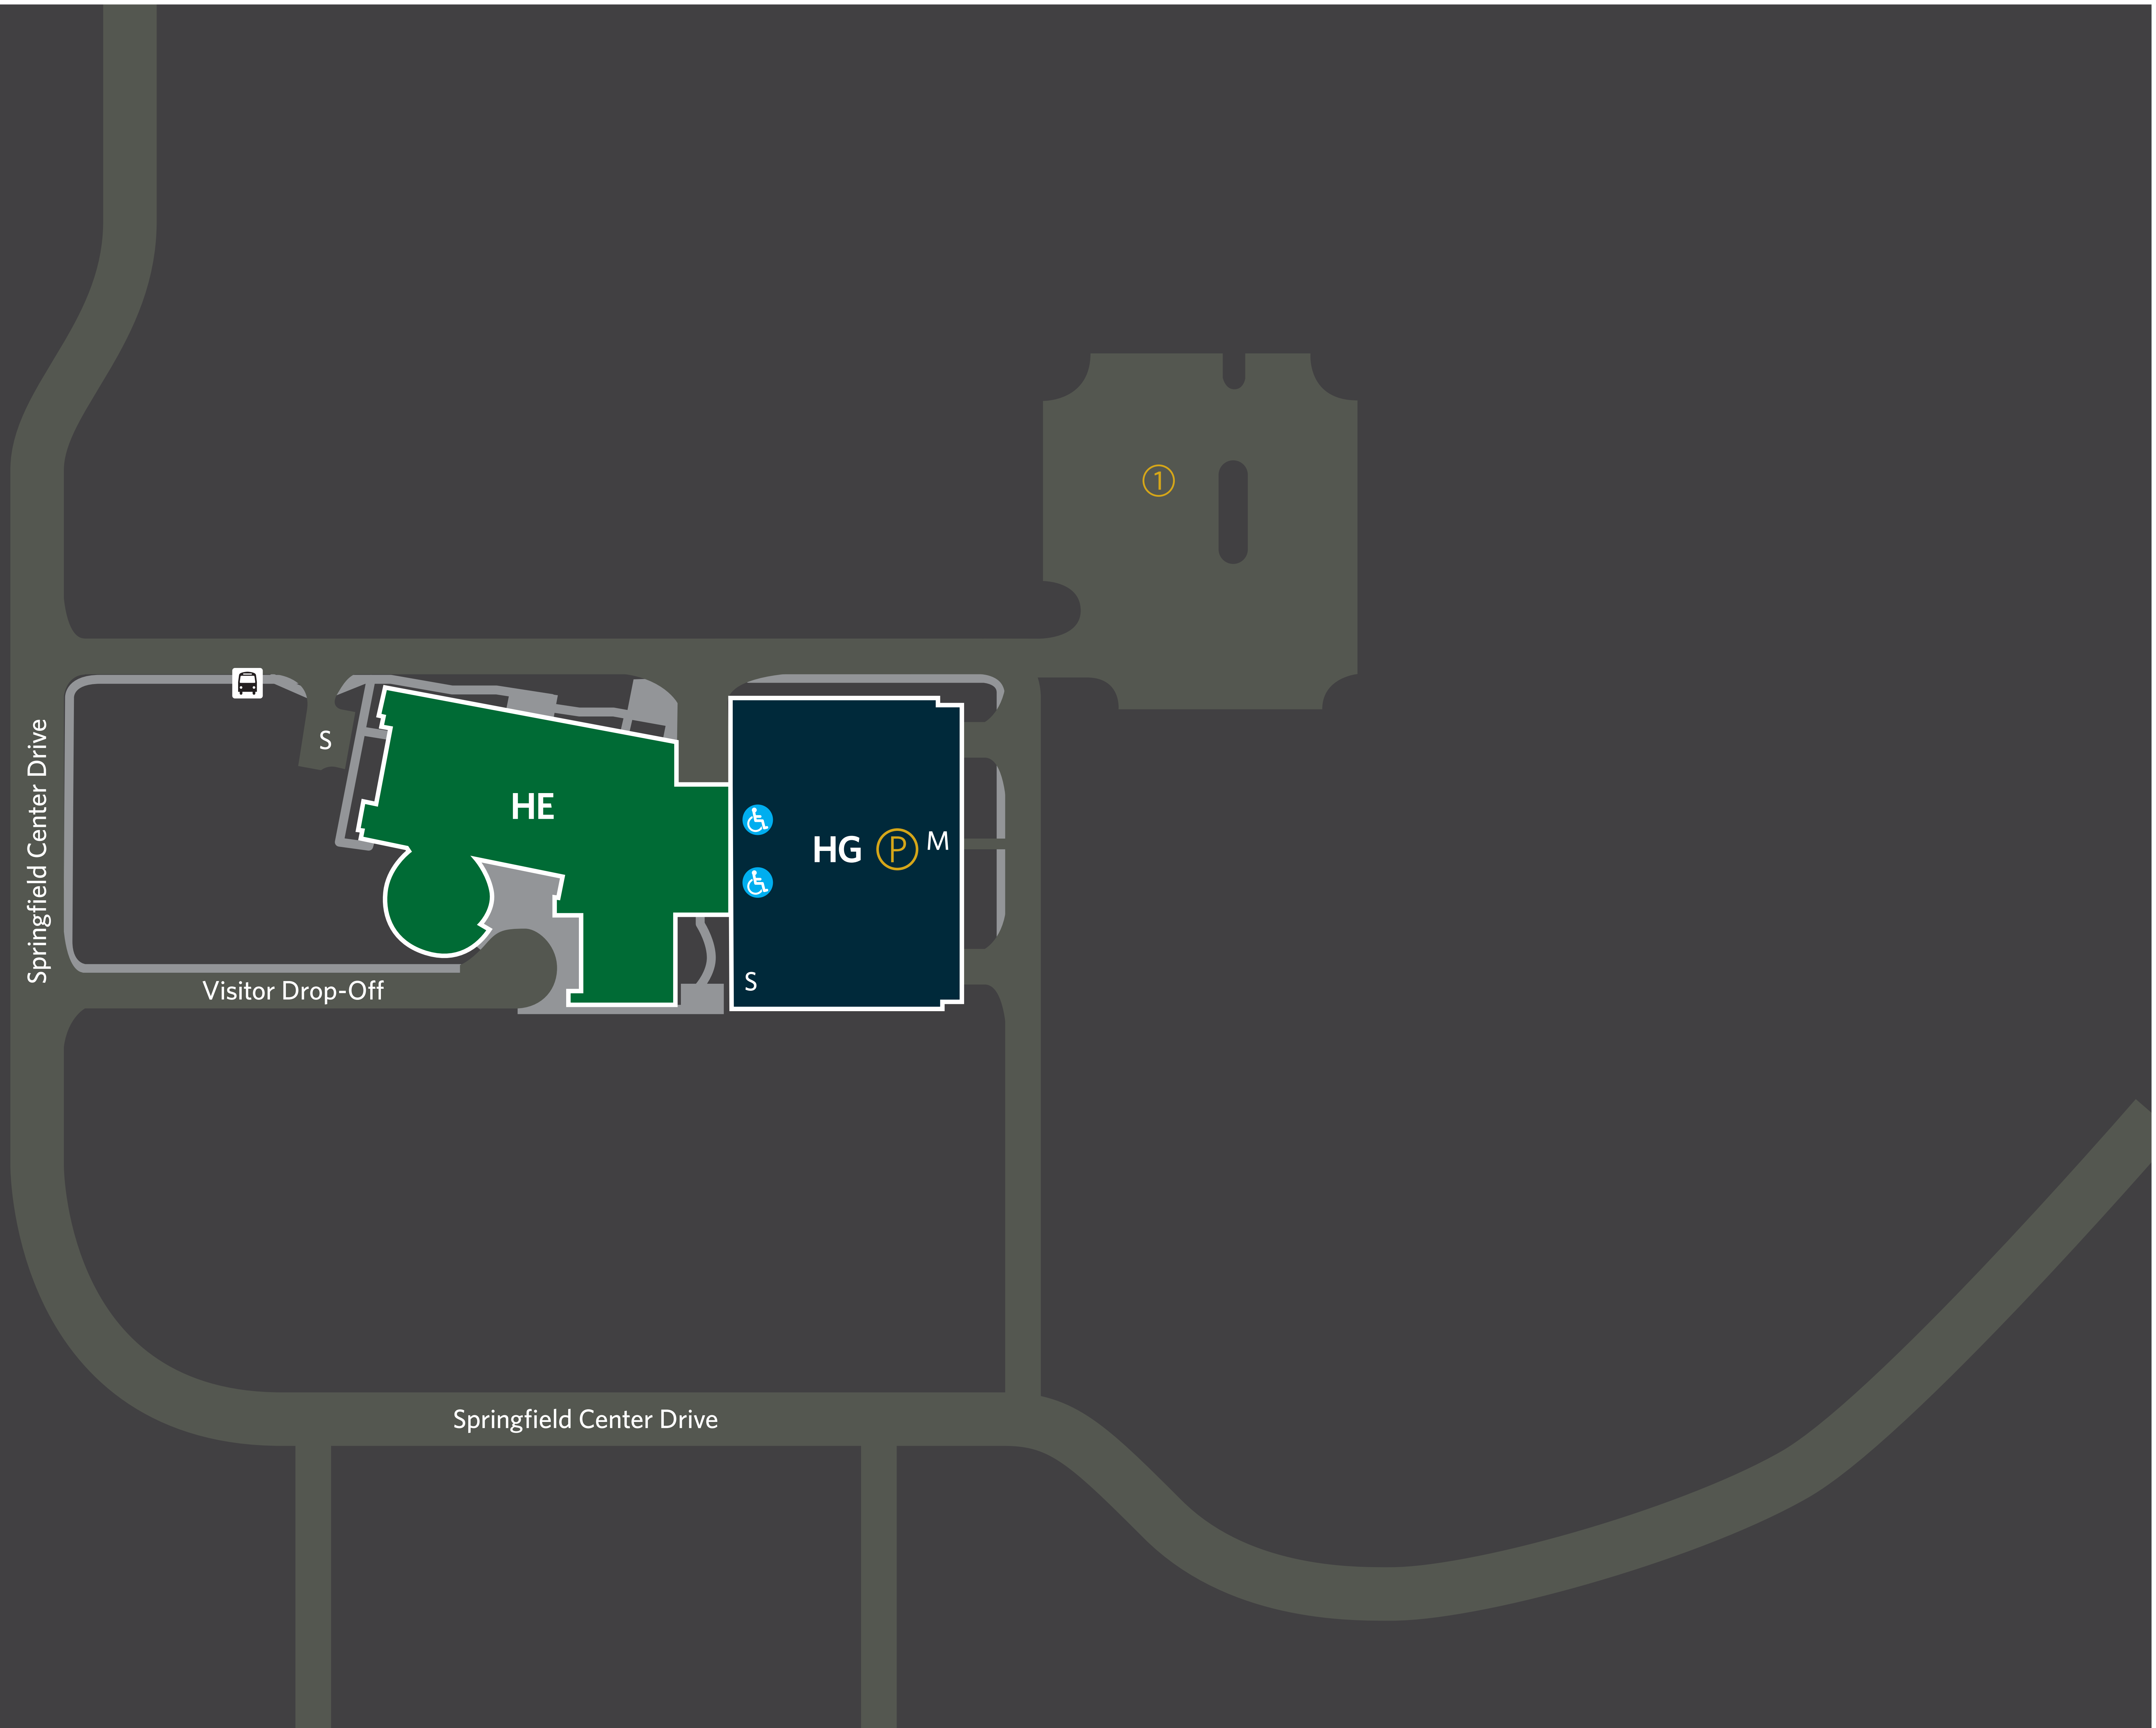 ①
S
Springfield Center Drive
HE
HG
P
M
S
Visitor Drop-Off
Springfield Center Drive